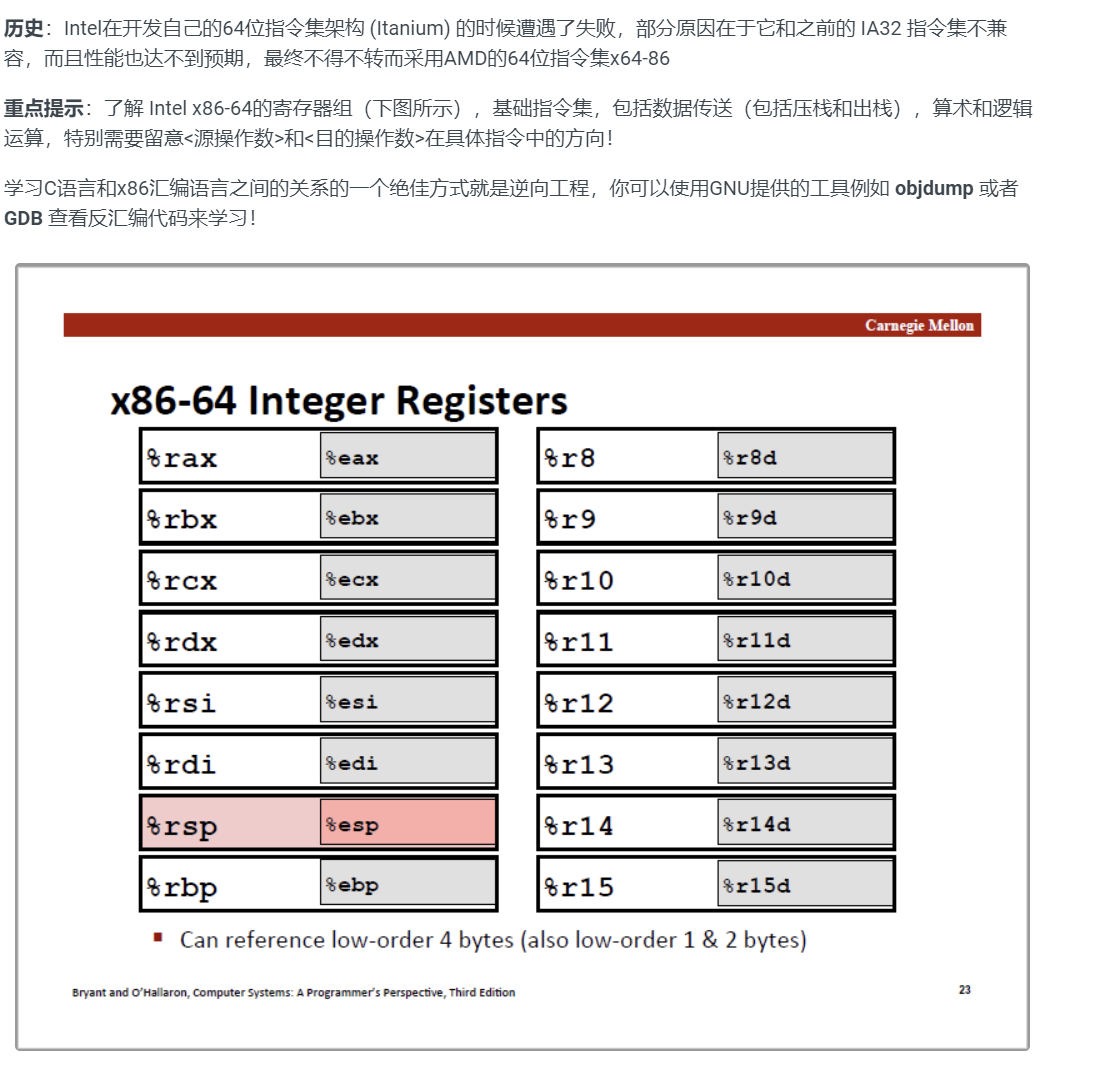 历史：Intel在开发自己的64位指令集架构 (Itanium) 的时候遭遇了失败，部分原因在于它和之前的 IA32 指令集不兼
容，而且性能也达不到预期，最终不得不转而采用AMD的64位指令集x64-86
重点提示：了解 Intel x86-64的寄存器组（下图所示），基础指令集，包括数据传送（包括压栈和出栈），算术和逻辑
运算，特别需要留意<源操作数>和<目的操作数>在具体指令中的方向！
学习C语言和x86汇编语言之间的关系的一个绝佳方式就是逆向工程，你可以使用GNU提供的工具例如 objdump 或者
GDB 查看反汇编代码来学习！
Carnegie Mellon
x86-64 Integer Registers
%rax %eax %r8 %r8d
%rbx %ebx %r9 %r9d
%rcx %ecx %r10 %r10d
%rdx %edx %r11 %r11d
%rsi %esi %r12 %r12d
%rdi %edi %r13 %r13d
%rsp %esp %r14 %r14d
%rbp %ebp %r15 %r15d
▪ Can reference low-order 4 bytes (also low-order 1 & 2 bytes)
Bryant and O'Hallaron, Computer Systems: A Programmer's Perspective, Third Edition 23